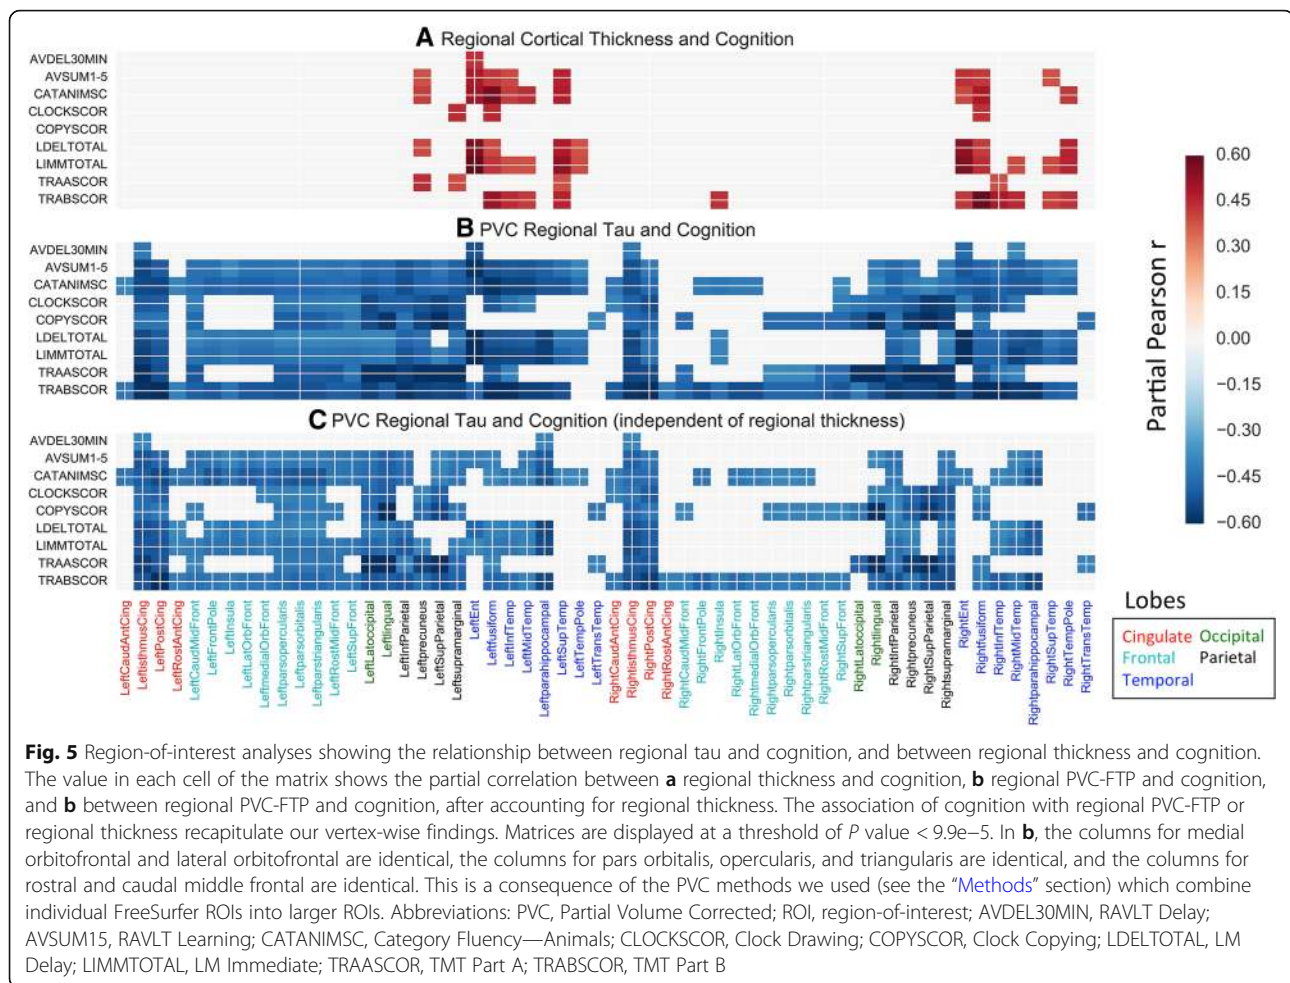 A Regional Cortical Thickness and Cognition
AVDEL30MIN
AVSUM1-5
CATANIMSC
CLOCKSCOR
COPYSCOR
LDELTOTAL
LIMMTOTAL
TRAASCOR
TRABSCOR
B PVC Regional Tau and Cognition
AVDEL30MIN
AVSUM1-5
CATANIMSC
CLOCKSCOR
COPYSCOR
LDELTOTAL
LIMMTOTAL
TRAASCOR
TRABSCOR
C PVC Regional Tau and Cognition (independent of regional thickness)
AVDEL30MIN
AVSUM1-5
CATANIMSC
CLOCKSCOR
COPYSCOR
LDELTOTAL
LIMMTOTAL
TRAASCOR
TRABSCOR
LeftCaudAntCing
LeftisthmusCing
LeftPostCing
LeftRostAntCing
LeftCaudMidFront
LeftFrontPole
LeftInsula
LeftLatOrbFront
LeftmedialOrbFront
Leftparsopercularis
Leftparsorbitalis
Leftparstriangularis
LeftRostMidFront
LeftSupFront
LeftLatoccipital
Leftlingual
LeftInfParietal
Leftprecuneus
LeftSupParietal
Leftsupramarginal
LeftEnt
Leftfusiform
LeftInfTemp
LeftMidTemp
Leftparahippocampal
LeftSupTemp
LeftTempPole
LeftTransTemp
RightCaudAntCing
RightisthmusCing
RightPostCing
RightRostAntCing
RightCaudMidFront
RightFrontPole
RightInsula
RightLatOrbFront
RightmedialOrbFront
Rightparsopercularis
Rightparsorbitalis
Rightparstriangularis
RightRostMidFront
RightSupFront
RightLatoccipital
Rightlingual
RightInfParietal
Rightprecuneus
RightSupParietal
Rightsupramarginal
RightEnt
Rightfusiform
RightInfTemp
RightMidTemp
Rightparahippocampal
RightSupTemp
RightTempPole
RightTransTemp
Partial Pearson r
0.60
0.45
0.30
0.15
0.00
−0.15
−0.30
−0.45
−0.60
Lobes
Cingulate Occipital
Frontal Parietal
Temporal
Fig. 5 Region-of-interest analyses showing the relationship between regional tau and cognition, and between regional thickness and cognition.
The value in each cell of the matrix shows the partial correlation between a regional thickness and cognition, b regional PVC-FTP and cognition,
and b between regional PVC-FTP and cognition, after accounting for regional thickness. The association of cognition with regional PVC-FTP or
regional thickness recapitulate our vertex-wise findings. Matrices are displayed at a threshold of P value < 9.9e−5. In b, the columns for medial
orbitofrontal and lateral orbitofrontal are identical, the columns for pars orbitalis, opercularis, and triangularis are identical, and the columns for
rostral and caudal middle frontal are identical. This is a consequence of the PVC methods we used (see the “Methods” section) which combine
individual FreeSurfer ROIs into larger ROIs. Abbreviations: PVC, Partial Volume Corrected; ROI, region-of-interest; AVDEL30MIN, RAVLT Delay;
AVSUM15, RAVLT Learning; CATANIMSC, Category Fluency—Animals; CLOCKSCOR, Clock Drawing; COPYSCOR, Clock Copying; LDELTOTAL, LM
Delay; LIMMTOTAL, LM Immediate; TRAASCOR, TMT Part A; TRABSCOR, TMT Part B